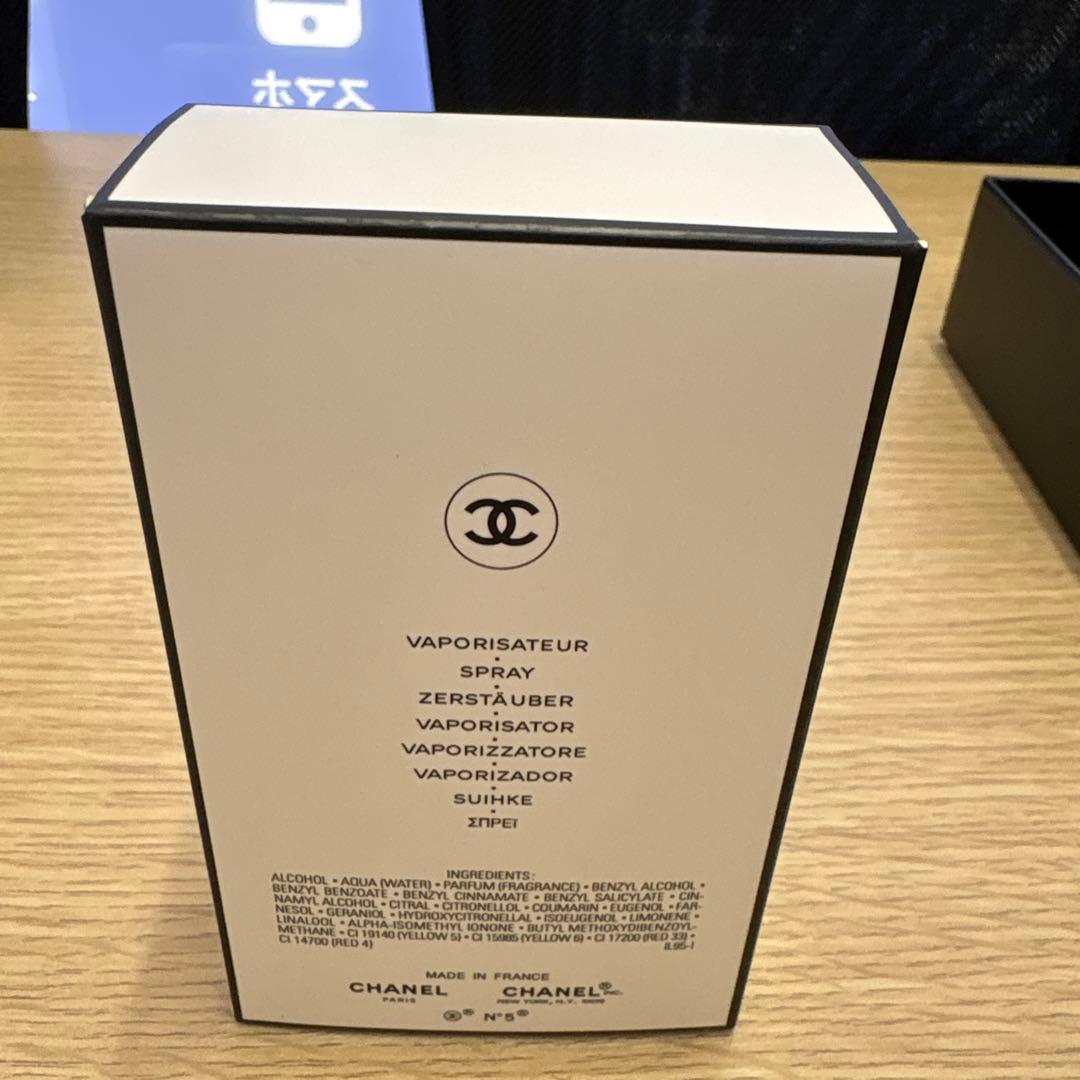 スマホ
VAPORISATEUR
•
SPRAY
•
ZERSTÄUBER
•
VAPORISATOR
•
VAPORIZZATORE
•
VAPORIZADOR
•
SUIHKE
•
ΣΠΡΕΪ
INGREDIENTS:
ALCOHOL • AQUA (WATER) • PARFUM (FRAGRANCE) • BENZYL ALCOHOL •
BENZYL BENZOATE • BENZYL CINNAMATE • BENZYL SALICYLATE • CIN-
NAMYL ALCOHOL • CITRAL • CITRONELLOL • COUMARIN • EUGENOL • FAR-
NESOL • GERANIOL • HYDROXYCITRONELLAL • ISOEUGENOL • LIMONENE •
LINALOOL • ALPHA-ISOMETHYL IONONE • BUTYL METHOXYDIBENZOYL-
METHANE • CI 19140 (YELLOW 5) • CI 15985 (YELLOW 6) • CI 17200 (RED 33) •
CI 14700 (RED 4) IL95-I
MADE IN FRANCE
CHANEL CHANEL® INC.
PARIS NEW YORK, N.Y.
® N°5®